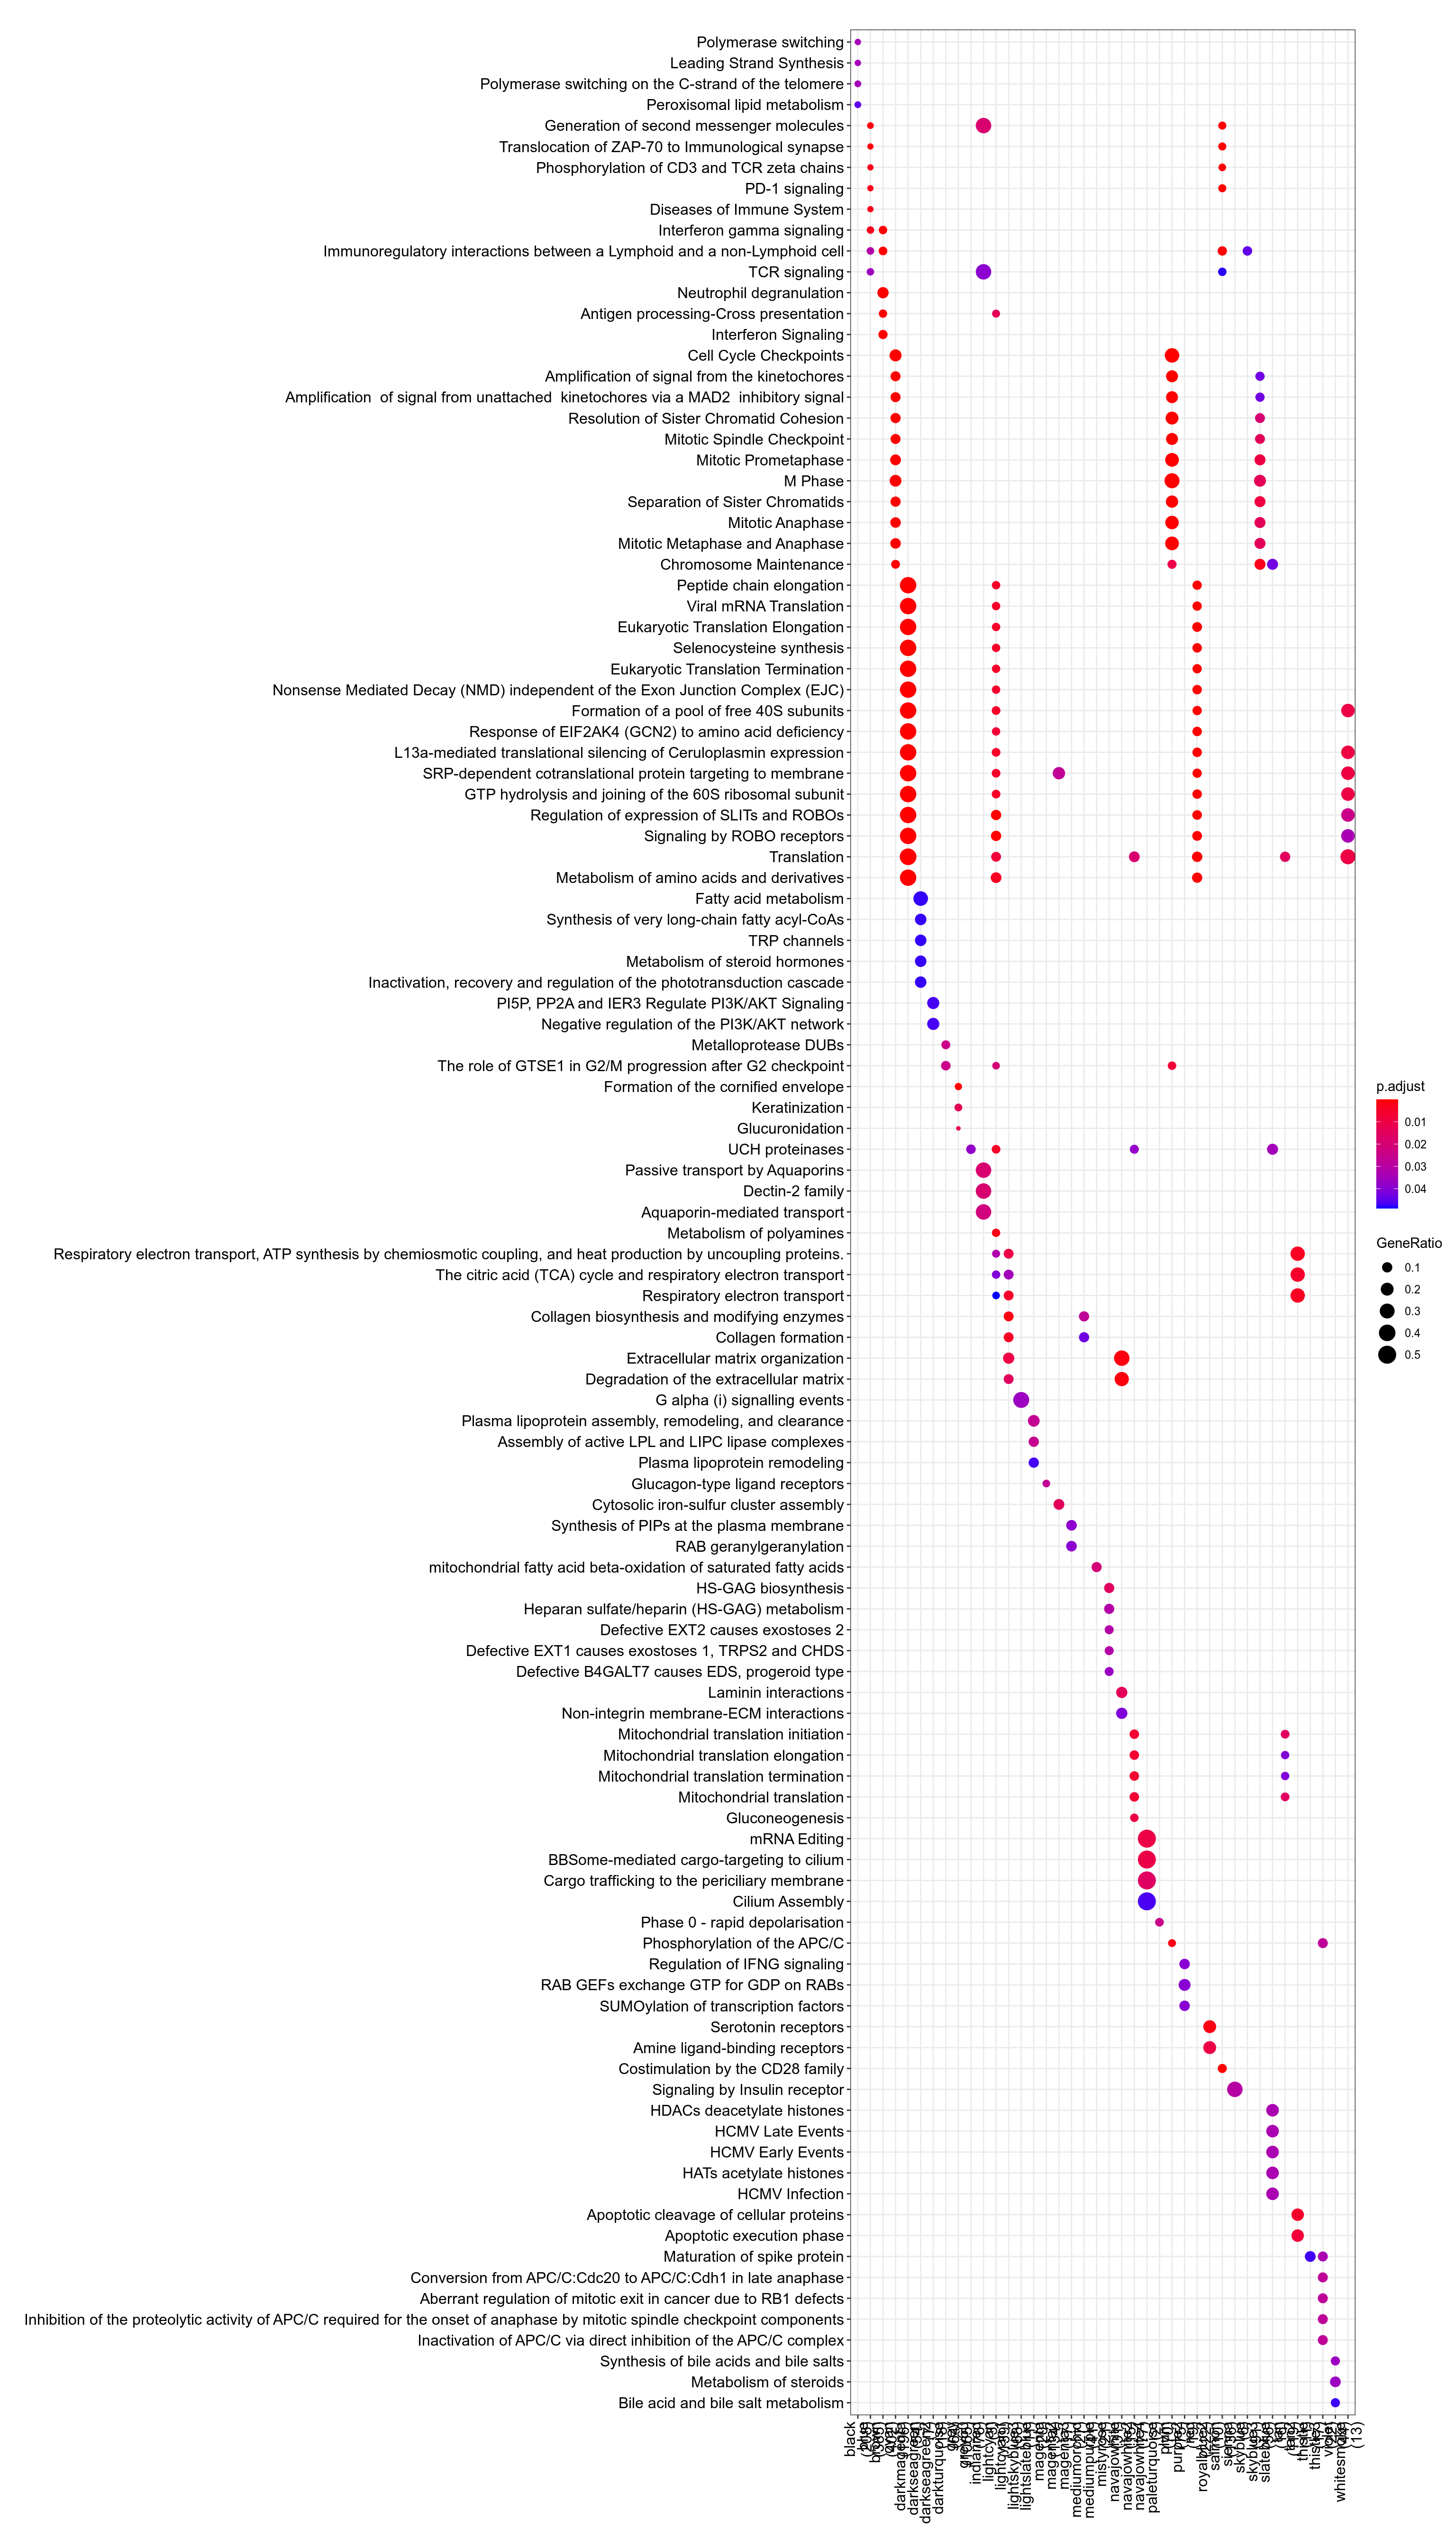 Polymerase switching
Leading Strand Synthesis
Polymerase switching on the C-strand of the telomere
Peroxisomal lipid metabolism
Generation of second messenger molecules
Translocation of ZAP-70 to Immunological synapse
Phosphorylation of CD3 and TCR zeta chains
PD-1 signaling
Diseases of Immune System
Interferon gamma signaling
Immunoregulatory interactions between a Lymphoid and a non-Lymphoid cell
TCR signaling
Neutrophil degranulation
Antigen processing-Cross presentation
Interferon Signaling
Cell Cycle Checkpoints
Amplification of signal from the kinetochores
Amplification  of signal from unattached  kinetochores via a MAD2  inhibitory signal
Resolution of Sister Chromatid Cohesion
Mitotic Spindle Checkpoint
Mitotic Prometaphase
M Phase
Separation of Sister Chromatids
Mitotic Anaphase
Mitotic Metaphase and Anaphase
Chromosome Maintenance
Peptide chain elongation
Viral mRNA Translation
Eukaryotic Translation Elongation
Selenocysteine synthesis
Eukaryotic Translation Termination
Nonsense Mediated Decay (NMD) independent of the Exon Junction Complex (EJC)
Formation of a pool of free 40S subunits
Response of EIF2AK4 (GCN2) to amino acid deficiency
L13a-mediated translational silencing of Ceruloplasmin expression
SRP-dependent cotranslational protein targeting to membrane
GTP hydrolysis and joining of the 60S ribosomal subunit
Regulation of expression of SLITs and ROBOs
Signaling by ROBO receptors
Translation
Metabolism of amino acids and derivatives
Fatty acid metabolism
Synthesis of very long-chain fatty acyl-CoAs
TRP channels
Metabolism of steroid hormones
Inactivation, recovery and regulation of the phototransduction cascade
PI5P, PP2A and IER3 Regulate PI3K/AKT Signaling
Negative regulation of the PI3K/AKT network
Metalloprotease DUBs
The role of GTSE1 in G2/M progression after G2 checkpoint
Formation of the cornified envelope
Keratinization
Glucuronidation
UCH proteinases
Passive transport by Aquaporins
Dectin-2 family
Aquaporin-mediated transport
Metabolism of polyamines
Respiratory electron transport, ATP synthesis by chemiosmotic coupling, and heat production by uncoupling proteins.
The citric acid (TCA) cycle and respiratory electron transport
Respiratory electron transport
Collagen biosynthesis and modifying enzymes
Collagen formation
Extracellular matrix organization
Degradation of the extracellular matrix
G alpha (i) signalling events
Plasma lipoprotein assembly, remodeling, and clearance
Assembly of active LPL and LIPC lipase complexes
Plasma lipoprotein remodeling
Glucagon-type ligand receptors
Cytosolic iron-sulfur cluster assembly
Synthesis of PIPs at the plasma membrane
RAB geranylgeranylation
mitochondrial fatty acid beta-oxidation of saturated fatty acids
HS-GAG biosynthesis
Heparan sulfate/heparin (HS-GAG) metabolism
Defective EXT2 causes exostoses 2
Defective EXT1 causes exostoses 1, TRPS2 and CHDS
Defective B4GALT7 causes EDS, progeroid type
Laminin interactions
Non-integrin membrane-ECM interactions
Mitochondrial translation initiation
Mitochondrial translation elongation
Mitochondrial translation termination
Mitochondrial translation
Gluconeogenesis
mRNA Editing
BBSome-mediated cargo-targeting to cilium
Cargo trafficking to the periciliary membrane
Cilium Assembly
Phase 0 - rapid depolarisation
Phosphorylation of the APC/C
Regulation of IFNG signaling
RAB GEFs exchange GTP for GDP on RABs
SUMOylation of transcription factors
Serotonin receptors
Amine ligand-binding receptors
Costimulation by the CD28 family
Signaling by Insulin receptor
HDACs deacetylate histones
HCMV Late Events
HCMV Early Events
HATs acetylate histones
HCMV Infection
Apoptotic cleavage of cellular proteins
Apoptotic execution phase
Maturation of spike protein
Conversion from APC/C:Cdc20 to APC/C:Cdh1 in late anaphase
Aberrant regulation of mitotic exit in cancer due to RB1 defects
Inhibition of the proteolytic activity of APC/C required for the onset of anaphase by mitotic spindle checkpoint components
Inactivation of APC/C via direct inhibition of the APC/C complex
Synthesis of bile acids and bile salts
Metabolism of steroids
Bile acid and bile salt metabolism
p.adjust
0.01
0.02
0.03
0.04
GeneRatio
0.1
0.2
0.3
0.4
0.5
black
whitesmoke
(13)